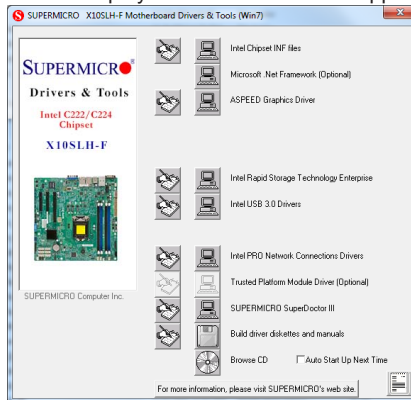 SUPERMICRO X10SLH-F Motherboard Drivers & Tools (Win7)
Intel Chipset INF files
SUPERMICRO
Microsoft .Net Framework (Optional)
Drivers & Tools
ASPEED Graphics Driver
Intel C222/C224
Chipset
X10SLH-F
Intel Rapid Storage Technology Enterprise
Intel USB 3.0 Drivers
Intel PRO Network Connections Drivers
Trusted Platform Module Driver (Optional)
SUPERMICRO Computer Inc.
SUPERMICRO SuperDoctor III
Build driver diskettes and manuals
Browse CD
Auto Start Up Next Time
For more information, please visit SUPERMICRO's web site.